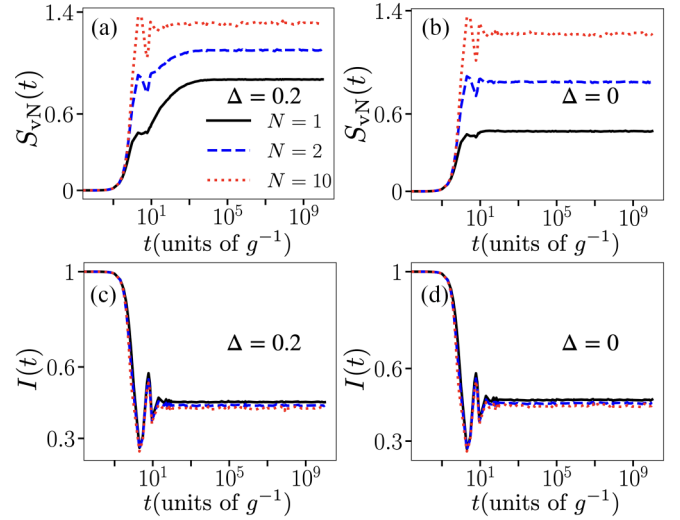 1.4
(a)
S_vN(t)
0.6
Δ = 0.2
N = 1
N = 2
N = 10
0
10^1 10^5 10^9
t(units of g^−1)
1.4
(b)
S_vN(t)
0.6
Δ = 0
0
10^1 10^5 10^9
t(units of g^−1)
1
(c)
I(t)
0.6
Δ = 0.2
0.3
10^1 10^5 10^9
t(units of g^−1)
1
(d)
I(t)
0.6
Δ = 0
0.3
10^1 10^5 10^9
t(units of g^−1)